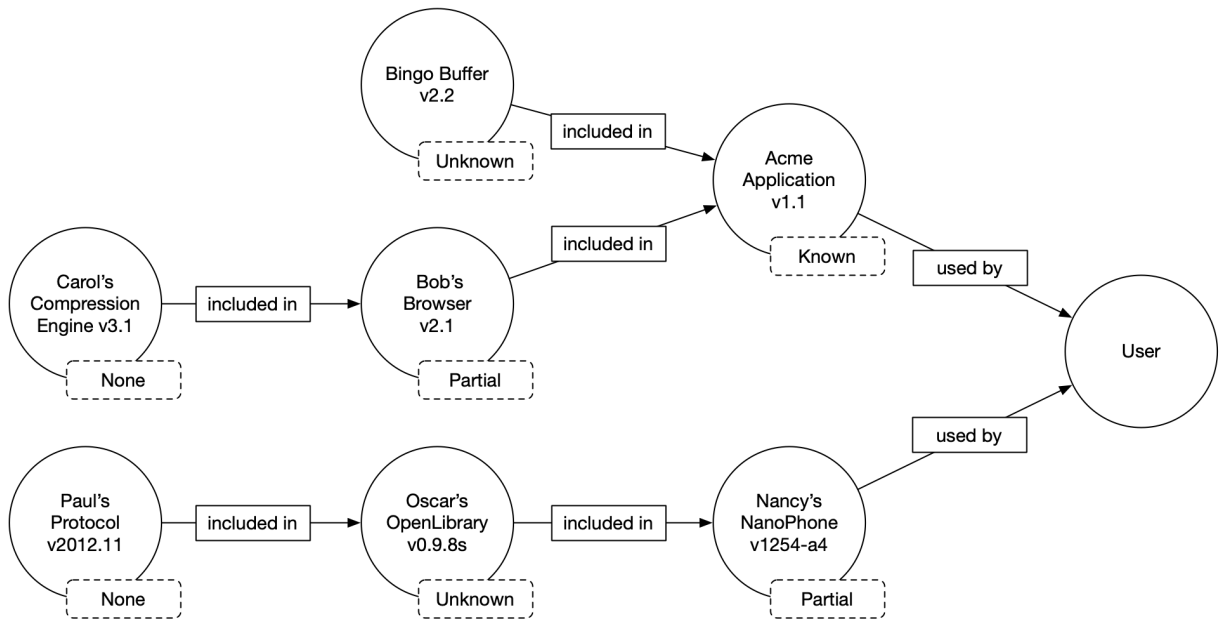 Bingo Buffer
v2.2
Unknown
included in
Acme
Application
v1.1
Known
used by
Carol’s
Compression
Engine v3.1
None
included in
Bob’s
Browser
v2.1
Partial
included in
User
Paul’s
Protocol
v2012.11
None
included in
Oscar’s
OpenLibrary
v0.9.8s
Unknown
included in
Nancy’s
NanoPhone
v1254-a4
Partial
used by